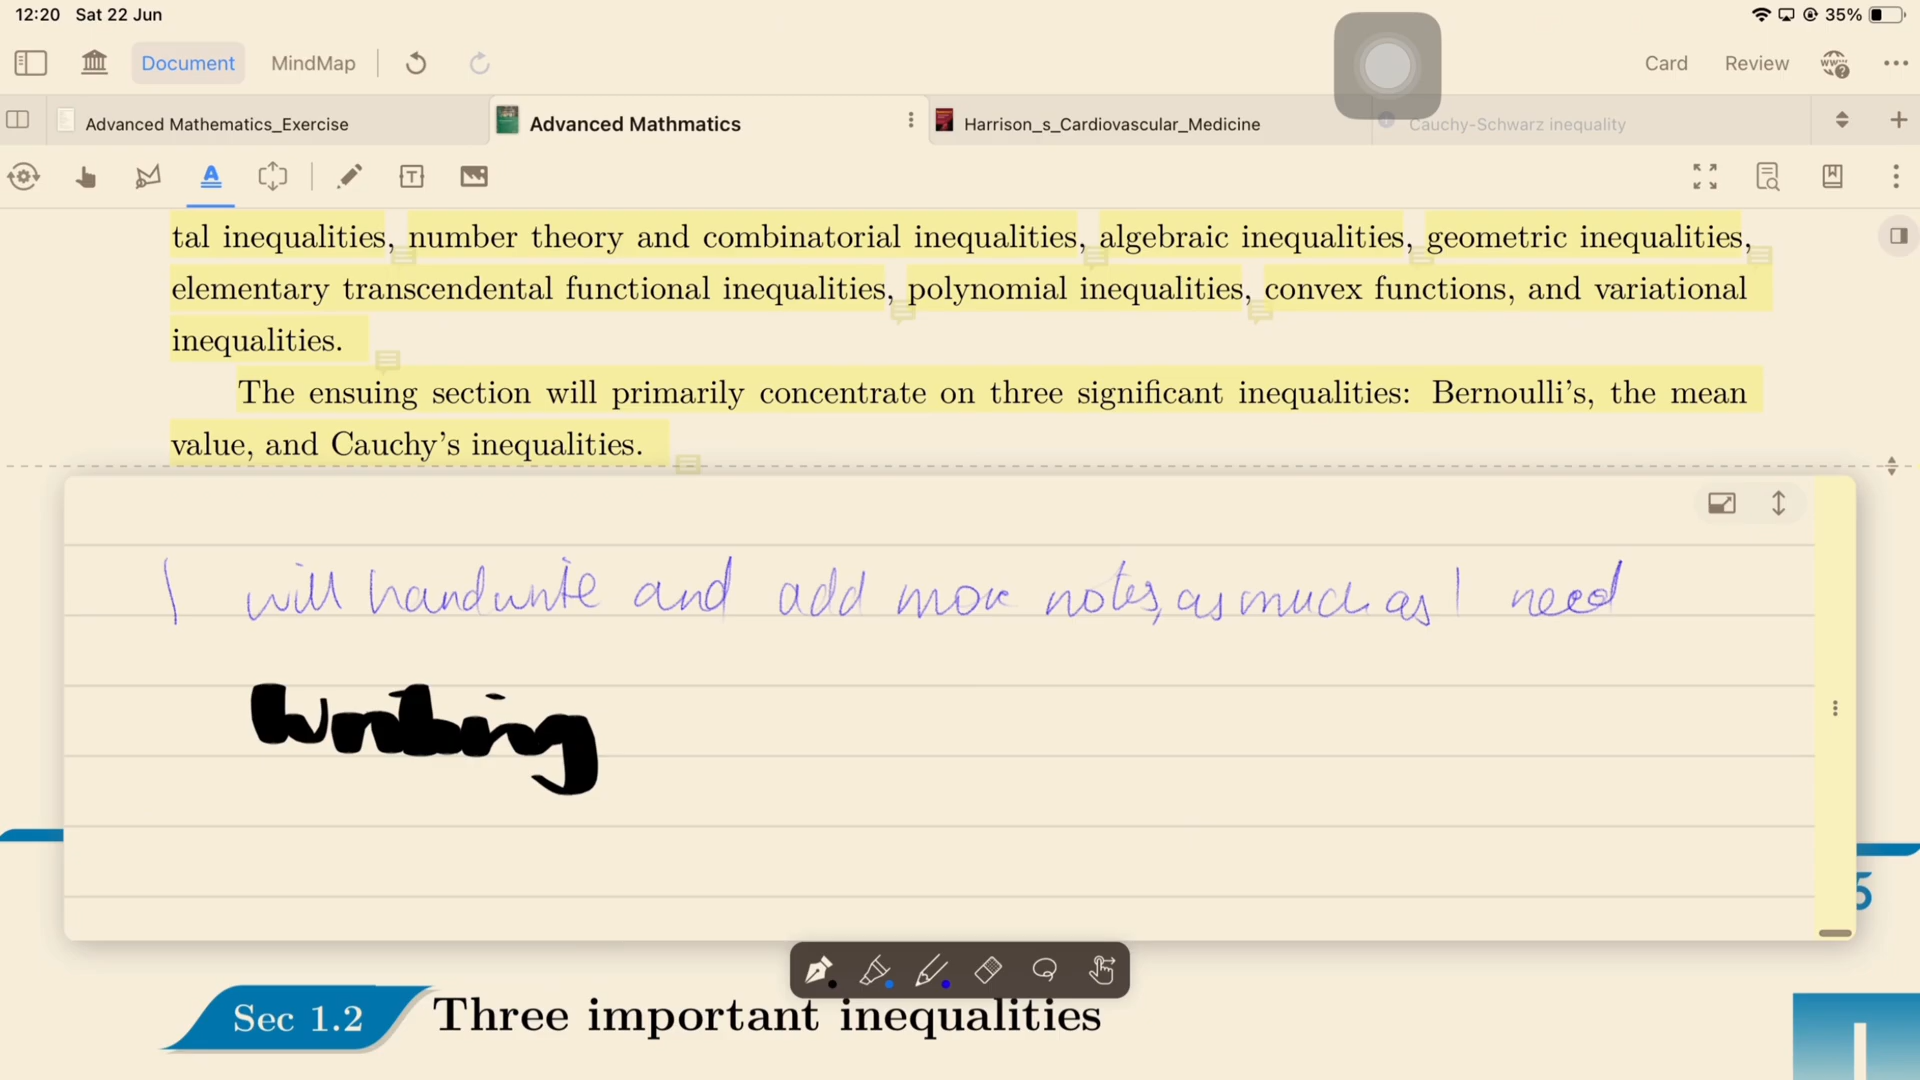 12:20 Sat 22 Jun 35%
Document MindMap Card Review
Advanced Mathematics_Exercise Advanced Mathmatics Harrison_s_Cardiovascular_Medicine Cauchy-Schwarz inequality
tal inequalities, number theory and combinatorial inequalities, algebraic inequalities, geometric inequalities,
elementary transcendental functional inequalities, polynomial inequalities, convex functions, and variational
inequalities.
The ensuing section will primarily concentrate on three significant inequalities: Bernoulli's, the mean
value, and Cauchy's inequalities.
I will handwrite and add more notes, as much as I need
Writing
Sec 1.2 Three important inequalities